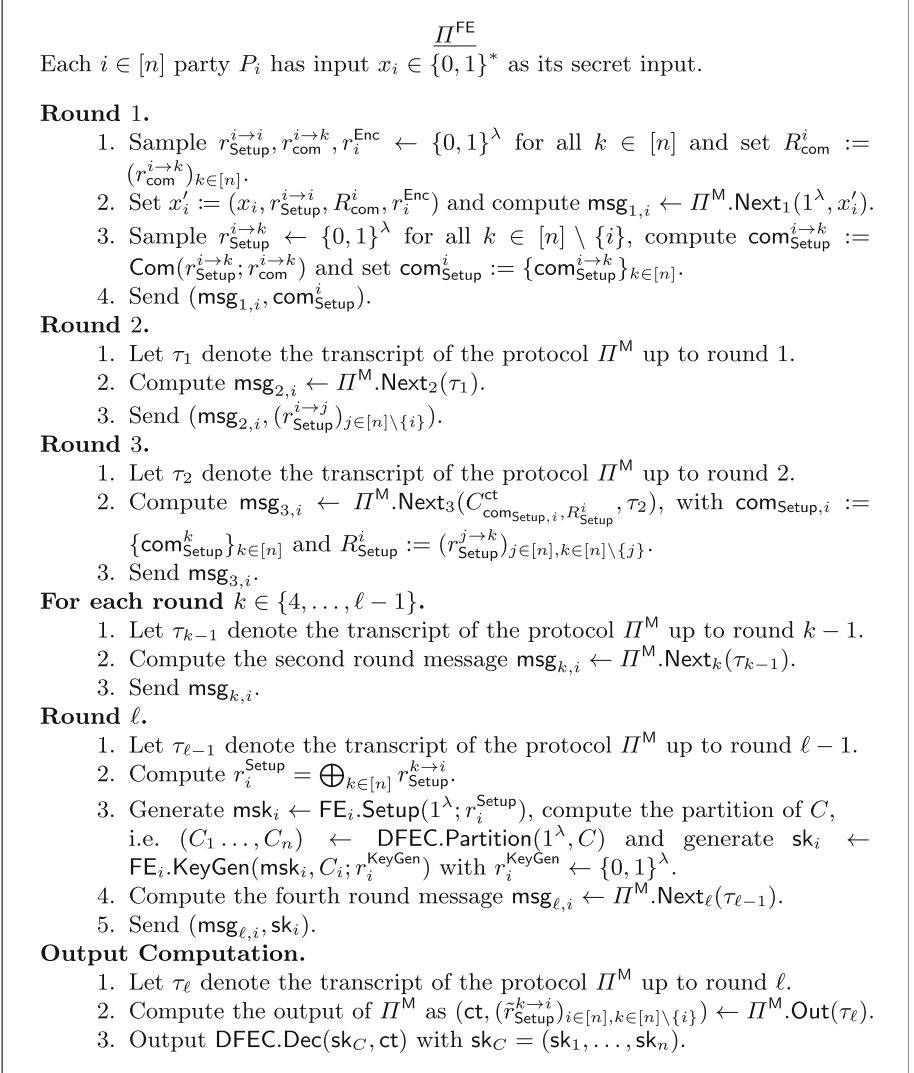 Π^FE
Each i ∈ [n] party P_i has input x_i ∈ {0, 1}^* as its secret input.
Round 1.
1. Sample r_Setup^{i→i}, r_com^{i→k}, r_i^Enc ← {0, 1}^λ for all k ∈ [n] and set R_com^i :=
(r_com^{i→k})_{k∈[n]}.
2. Set x'_i := (x_i, r_Setup^{i→i}, R_com^i, r_i^Enc) and compute msg_{1,i} ← Π^M.Next_1(1^λ, x'_i).
3. Sample r_Setup^{i→k} ← {0, 1}^λ for all k ∈ [n] \ {i}, compute com_Setup^{i→k} :=
Com(r_Setup^{i→k}; r_com^{i→k}) and set com_Setup^i := {com_Setup^{i→k}}_{k∈[n]}.
4. Send (msg_{1,i}, com_Setup^i).
Round 2.
1. Let τ_1 denote the transcript of the protocol Π^M up to round 1.
2. Compute msg_{2,i} ← Π^M.Next_2(τ_1).
3. Send (msg_{2,i}, (r_Setup^{i→j})_{j∈[n]\{i}}).
Round 3.
1. Let τ_2 denote the transcript of the protocol Π^M up to round 2.
2. Compute msg_{3,i} ← Π^M.Next_3(C^ct_{com_{Setup,i}, R_Setup^i}, τ_2), with com_{Setup,i} :=
{com_Setup^k}_{k∈[n]} and R_Setup^i := (r_Setup^{j→k})_{j∈[n],k∈[n]\{j}}.
3. Send msg_{3,i}.
For each round k ∈ {4, . . . , ℓ − 1}.
1. Let τ_{k−1} denote the transcript of the protocol Π^M up to round k − 1.
2. Compute the second round message msg_{k,i} ← Π^M.Next_k(τ_{k−1}).
3. Send msg_{k,i}.
Round ℓ.
1. Let τ_{ℓ−1} denote the transcript of the protocol Π^M up to round ℓ − 1.
2. Compute r_i^Setup = ⨁_{k∈[n]} r_Setup^{k→i}.
3. Generate msk_i ← FE_i.Setup(1^λ; r_i^Setup), compute the partition of C,
i.e. (C_1 . . . , C_n) ← DFEC.Partition(1^λ, C) and generate sk_i ←
FE_i.KeyGen(msk_i, C_i; r_i^KeyGen) with r_i^KeyGen ← {0, 1}^λ.
4. Compute the fourth round message msg_{ℓ,i} ← Π^M.Next_ℓ(τ_{ℓ−1}).
5. Send (msg_{ℓ,i}, sk_i).
Output Computation.
1. Let τ_ℓ denote the transcript of the protocol Π^M up to round ℓ.
2. Compute the output of Π^M as (ct, (r̃_Setup^{k→i})_{i∈[n],k∈[n]\{i}}) ← Π^M.Out(τ_ℓ).
3. Output DFEC.Dec(sk_C, ct) with sk_C = (sk_1, . . . , sk_n).